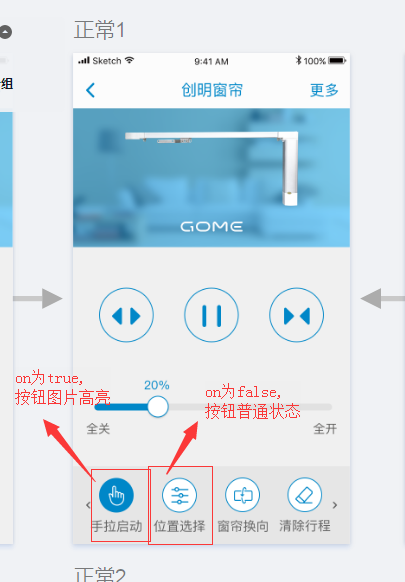 正常1
组
Sketch
9:41 AM
100%
创明窗帘
更多
GOME
20%
on为true,
按钮图片高亮
on为false,
按钮普通状态
全关
全开
手拉启动
位置选择
窗帘换向
清除行程
正常2